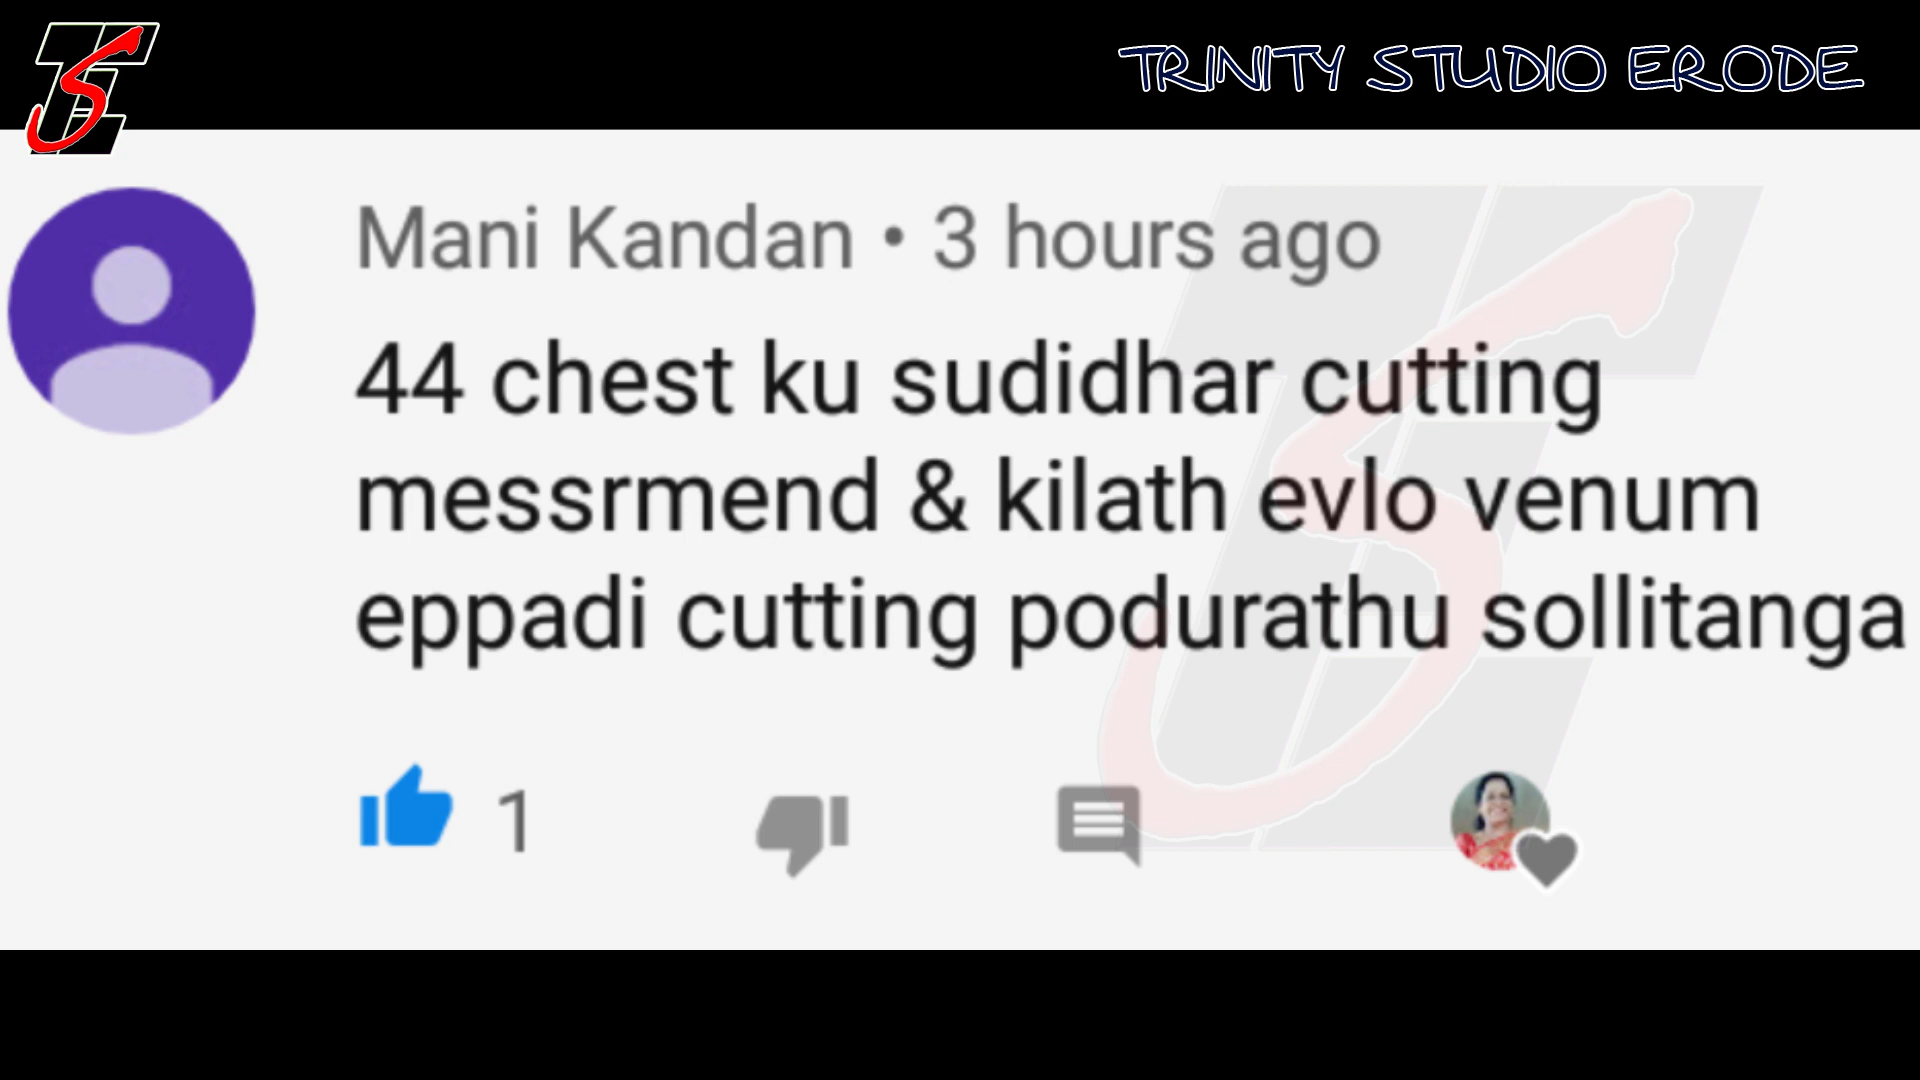 TRINITY STUDIO ERODE
Mani Kandan • 3 hours ago
44 chest ku sudidhar cutting
messrmend & kilath evlo venum
eppadi cutting podurathu sollitanga
1